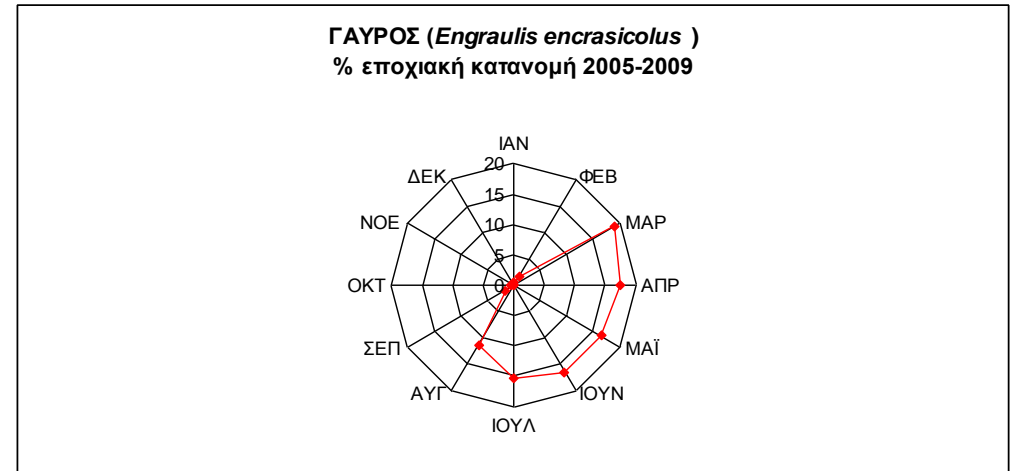 ΓΑΥΡΟΣ (Engraulis encrasicolus )
% εποχιακή κατανομή 2005-2009
ΙΑΝ
ΦΕΒ
ΜΑΡ
ΑΠΡ
ΜΑΪ
ΙΟΥΝ
ΙΟΥΛ
ΑΥΓ
ΣΕΠ
ΟΚΤ
ΝΟΕ
ΔΕΚ
20
15
10
5
0